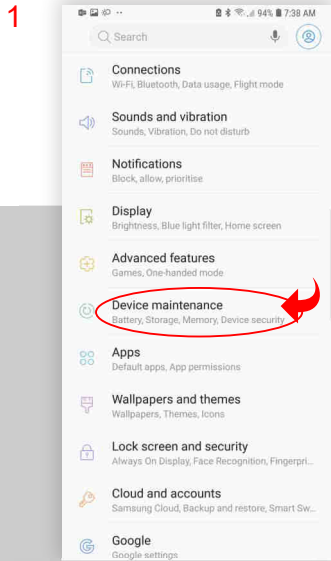 1
94% 7:38 AM
Search
Connections
Wi-Fi, Bluetooth, Data usage, Flight mode
Sounds and vibration
Sounds, Vibration, Do not disturb
Notifications
Block, allow, prioritise
Display
Brightness, Blue light filter, Home screen
Advanced features
Games, One-handed mode
Device maintenance
Battery, Storage, Memory, Device security
Apps
Default apps, App permissions
Wallpapers and themes
Wallpapers, Themes, Icons
Lock screen and security
Always On Display, Face Recognition, Fingerpri...
Cloud and accounts
Samsung Cloud, Backup and restore, Smart Sw...
Google
Google settings